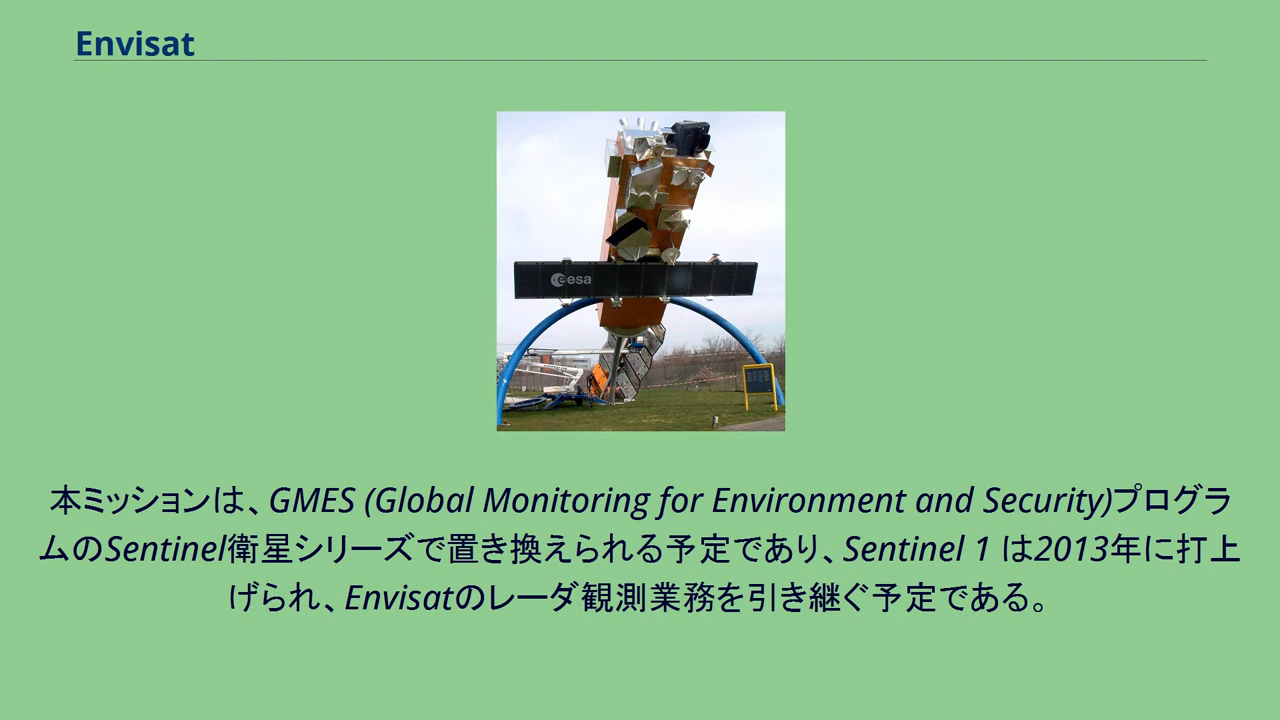 Envisat
esa
本ミッションは、GMES (Global Monitoring for Environment and Security)プログラ
ムのSentinel衛星シリーズで置き換えられる予定であり、Sentinel 1 は2013年に打上
げられ、Envisatのレーダ観測業務を引き継ぐ予定である。